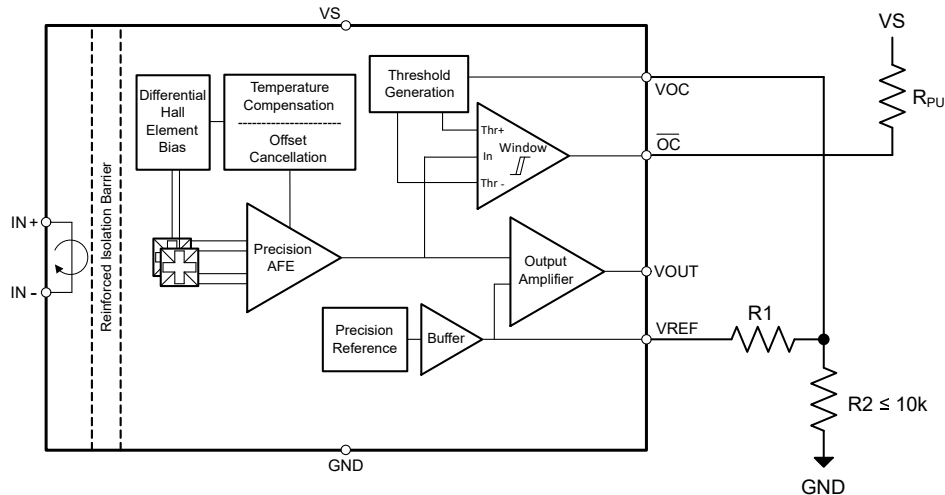 VS
VS
Differential
Hall
Element
Bias
Temperature
Compensation
Offset
Cancellation
Threshold
Generation
VOC
RPU
Thr+
Window
In
Thr -
OC
IN+
IN-
Reinforced Isolation Barrier
Precision
AFE
Output
Amplifier
VOUT
Precision
Reference
Buffer
VREF
R1
R2 ≤ 10k
GND
GND